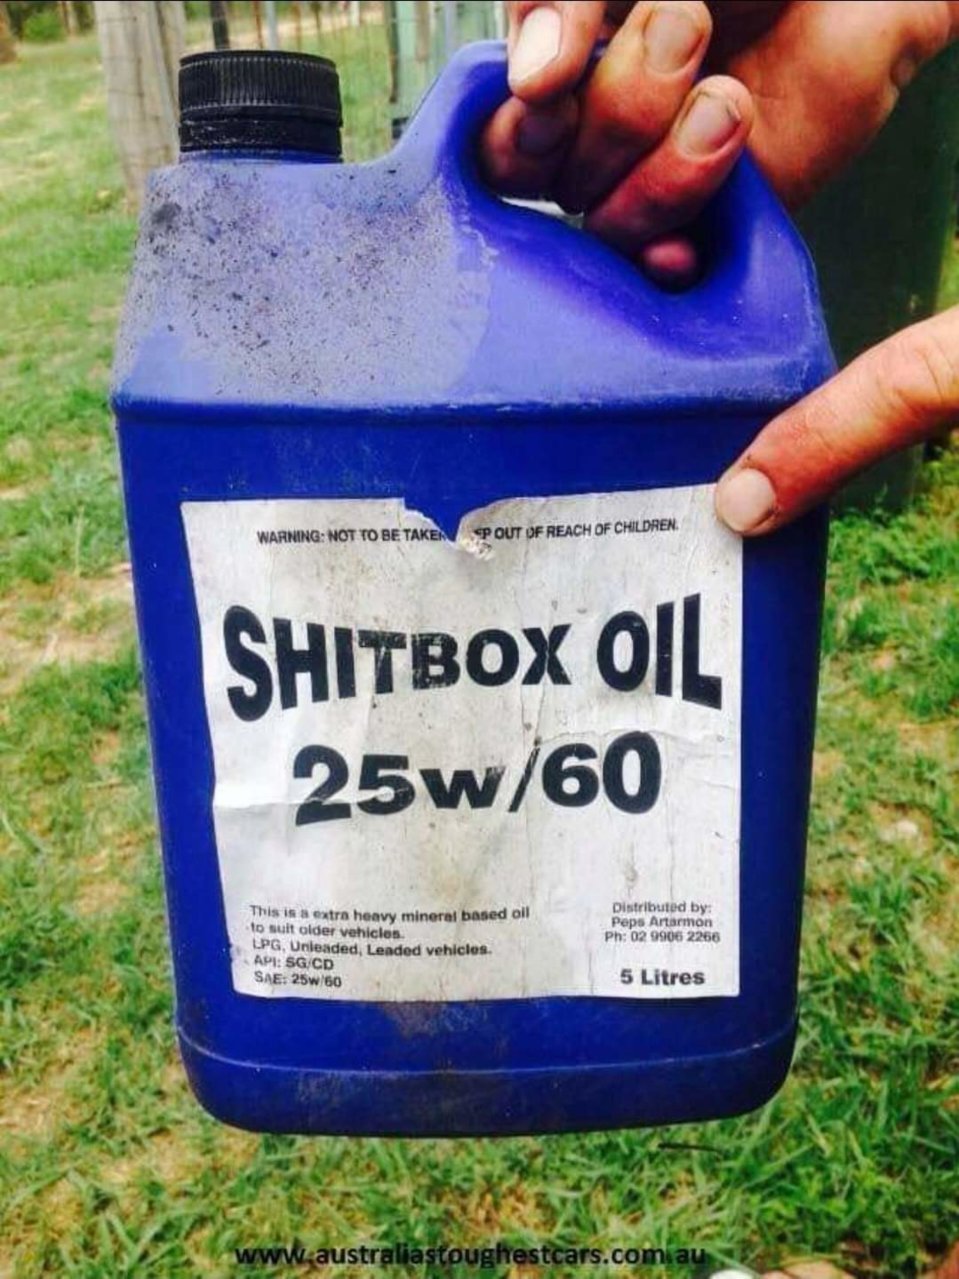 WARNING: NOT TO BE TAKEN EP OUT OF REACH OF CHILDREN.
SHITBOX OIL
25w/60
This is a extra heavy mineral based oil
to suit older vehicles.
LPG, Unleaded, Leaded vehicles.
API: SG/CD
SAE: 25w/60
Distributed by:
Peps Artarmon
Ph: 02 9906 2266
5 Litres
www.australiastoughestcars.com.au